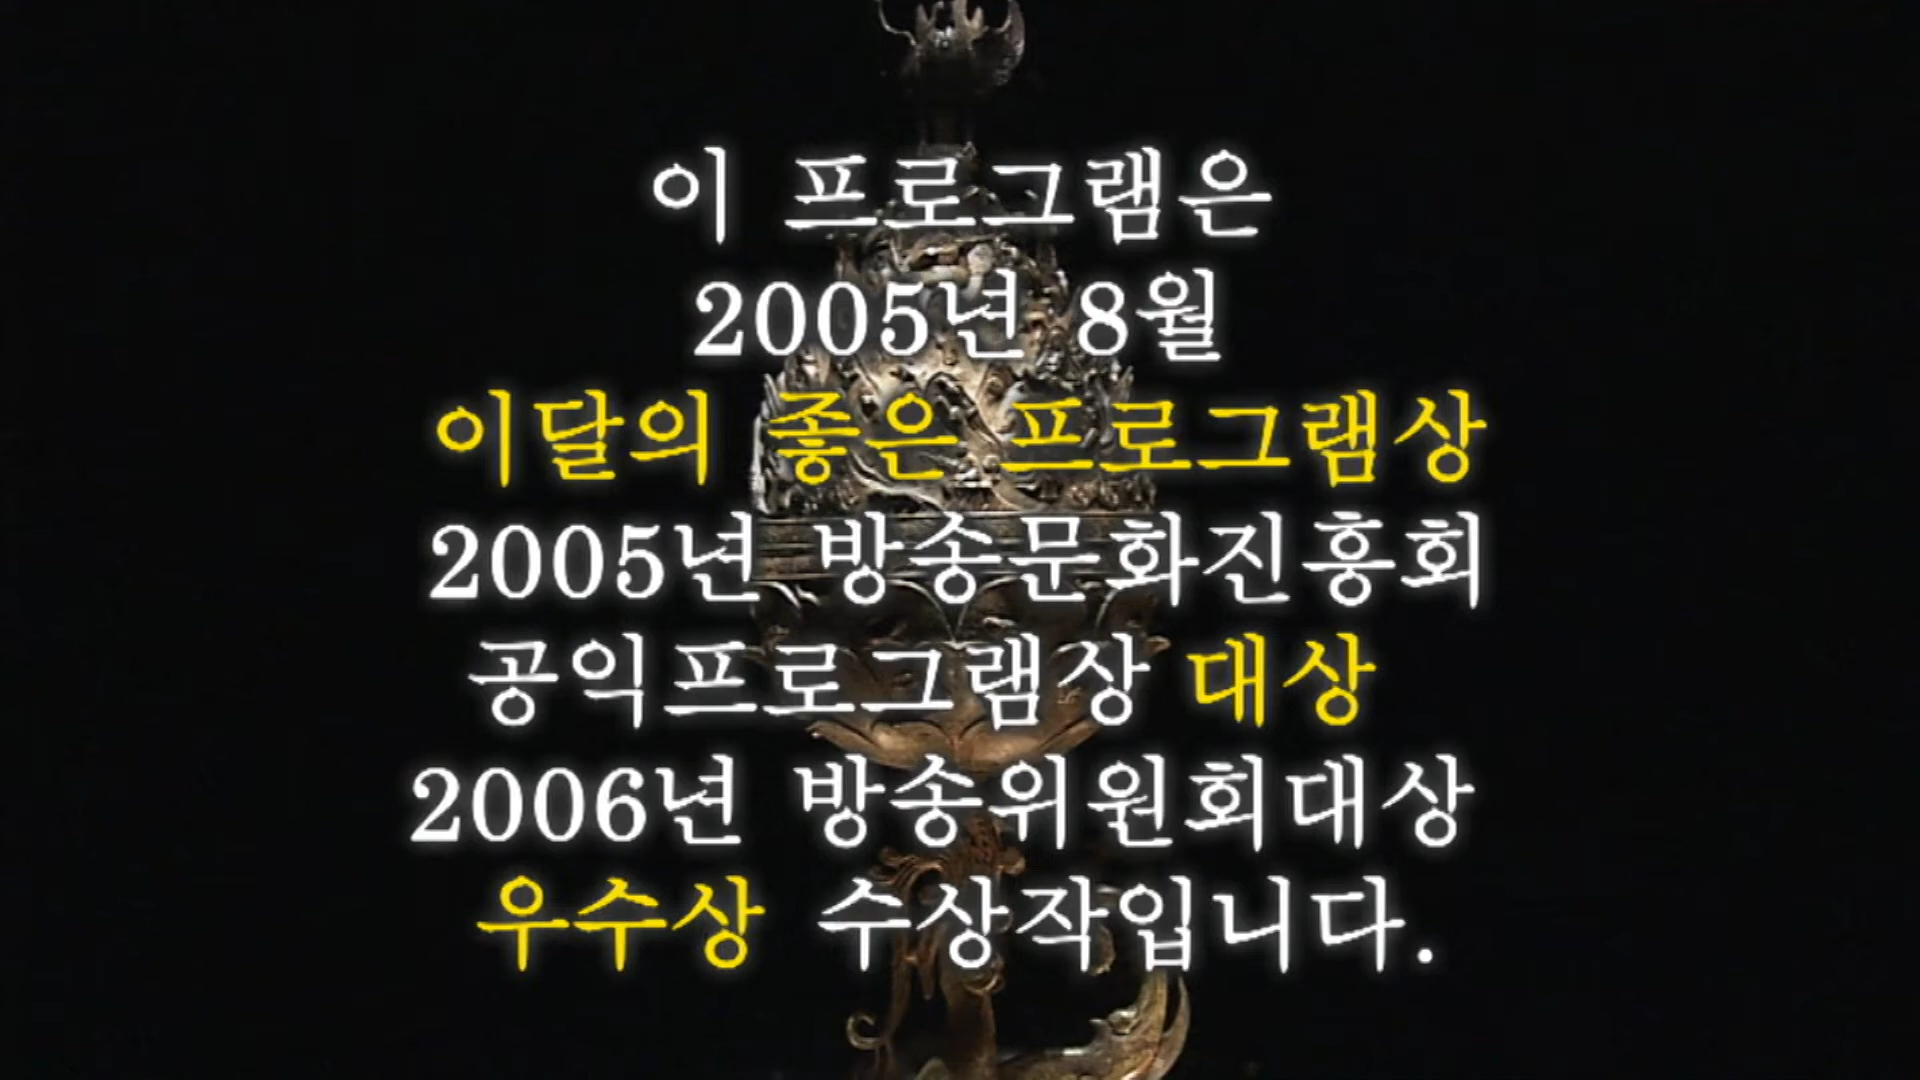 이 프로그램은
2005년 8월
이달의 좋은 프로그램상
2005년 방송문화진흥회
공익프로그램상 대상
2006년 방송위원회대상
우수상 수상작입니다.